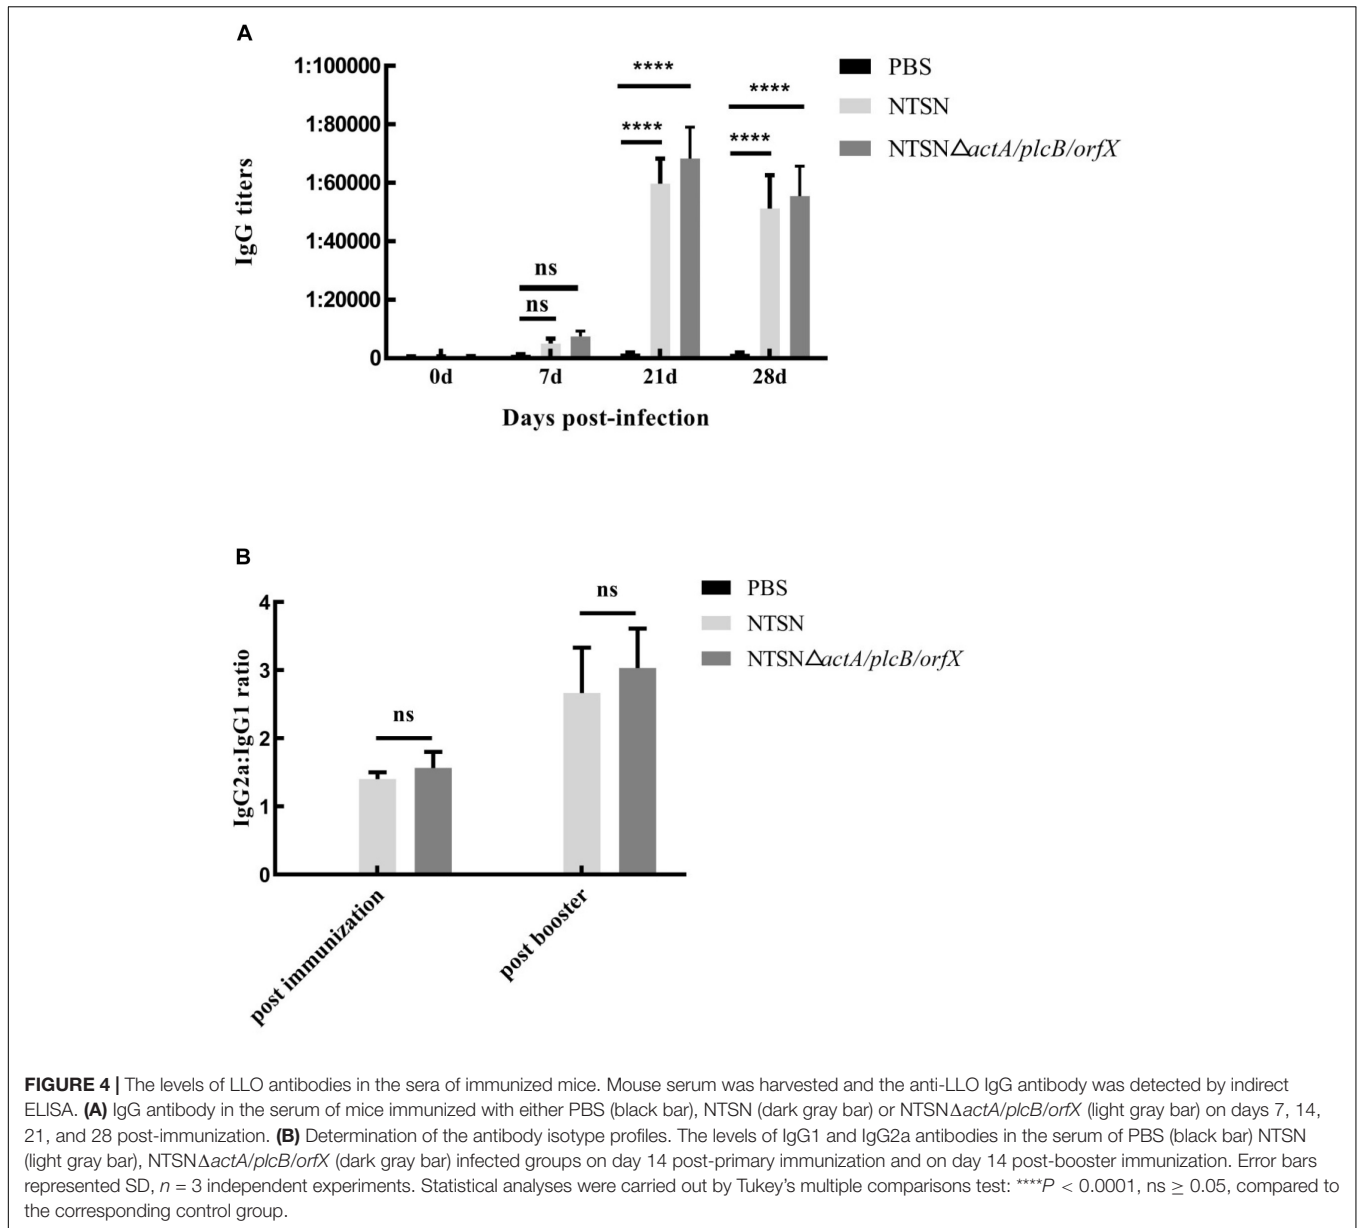 A
1:100000
1:80000
1:60000
1:40000
1:20000
0
IgG titers
**** ****
**** ****
ns
ns
0d 7d 21d 28d
Days post-infection
PBS
NTSN
NTSNΔactA/plcB/orfX
B
4
3
2
1
0
IgG2a:IgG1 ratio
ns
ns
post immunization
post booster
PBS
NTSN
NTSNΔactA/plcB/orfX
FIGURE 4 | The levels of LLO antibodies in the sera of immunized mice. Mouse serum was harvested and the anti-LLO IgG antibody was detected by indirect
ELISA. (A) IgG antibody in the serum of mice immunized with either PBS (black bar), NTSN (dark gray bar) or NTSNΔactA/plcB/orfX (light gray bar) on days 7, 14,
21, and 28 post-immunization. (B) Determination of the antibody isotype profiles. The levels of IgG1 and IgG2a antibodies in the serum of PBS (black bar) NTSN
(light gray bar), NTSNΔactA/plcB/orfX (dark gray bar) infected groups on day 14 post-primary immunization and on day 14 post-booster immunization. Error bars
represented SD, n = 3 independent experiments. Statistical analyses were carried out by Tukey's multiple comparisons test: ****P < 0.0001, ns ≥ 0.05, compared to
the corresponding control group.